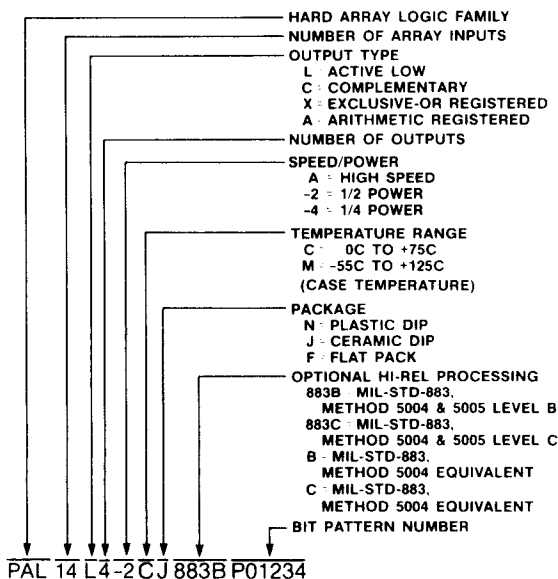 HARD ARRAY LOGIC FAMILY
NUMBER OF ARRAY INPUTS
OUTPUT TYPE
L = ACTIVE LOW
C = COMPLEMENTARY
X = EXCLUSIVE-OR REGISTERED
A = ARITHMETIC REGISTERED
NUMBER OF OUTPUTS
SPEED/POWER
A = HIGH SPEED
-2 = 1/2 POWER
-4 = 1/4 POWER
TEMPERATURE RANGE
C = 0C TO +75C
M = -55C TO +125C
(CASE TEMPERATURE)
PACKAGE
N = PLASTIC DIP
J = CERAMIC DIP
F = FLAT PACK
OPTIONAL HI-REL PROCESSING
883B = MIL-STD-883,
METHOD 5004 & 5005 LEVEL B
883C = MIL-STD-883,
METHOD 5004 & 5005 LEVEL C
B = MIL-STD-883,
METHOD 5004 EQUIVALENT
C = MIL-STD-883,
METHOD 5004 EQUIVALENT
BIT PATTERN NUMBER
PAL 14 L 4 -2 C J 883B P01234